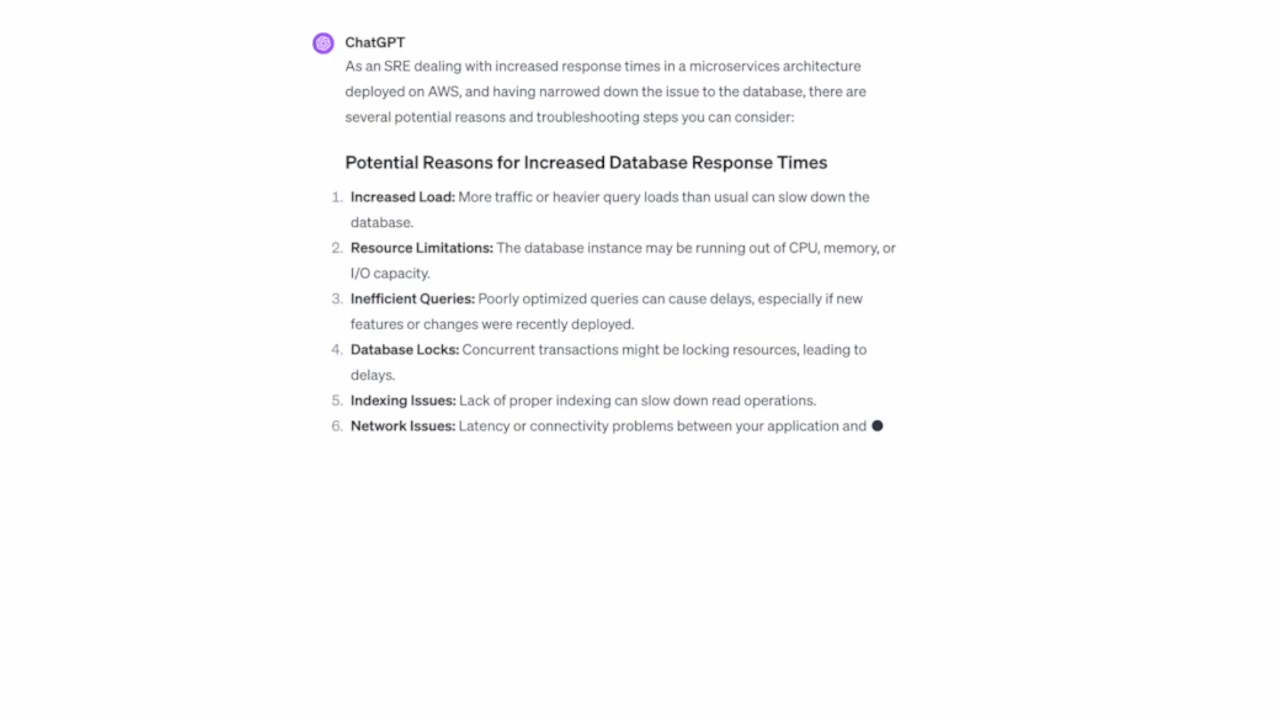 ChatGPT
As an SRE dealing with increased response times in a microservices architecture
deployed on AWS, and having narrowed down the issue to the database, there are
several potential reasons and troubleshooting steps you can consider:
Potential Reasons for Increased Database Response Times
1. Increased Load: More traffic or heavier query loads than usual can slow down the
database.
2. Resource Limitations: The database instance may be running out of CPU, memory, or
I/O capacity.
3. Inefficient Queries: Poorly optimized queries can cause delays, especially if new
features or changes were recently deployed.
4. Database Locks: Concurrent transactions might be locking resources, leading to
delays.
5. Indexing Issues: Lack of proper indexing can slow down read operations.
6. Network Issues: Latency or connectivity problems between your application and